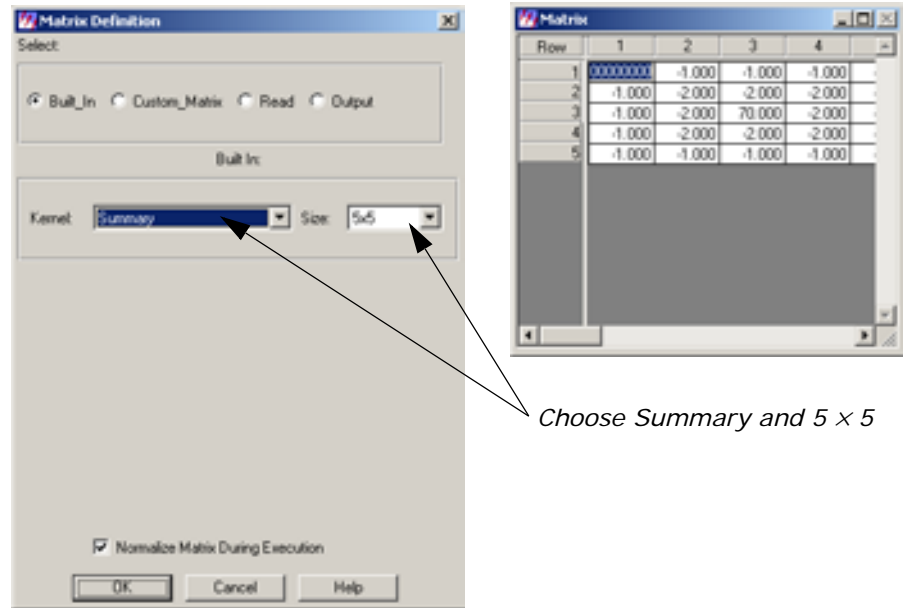 Matrix Definition
Select:
Built_In Custom_Matrix Read Output
Built In:
Kernel: Summary Size: 5x5
Normalize Matrix During Execution
OK Cancel Help
Matrix
Row 1 2 3 4
1 00000000 -1.000 -1.000 -1.000
2 -1.000 -2.000 -2.000 -2.000
3 -1.000 -2.000 70.000 -2.000
4 -1.000 -2.000 -2.000 -2.000
5 -1.000 -1.000 -1.000 -1.000
Choose Summary and 5 × 5